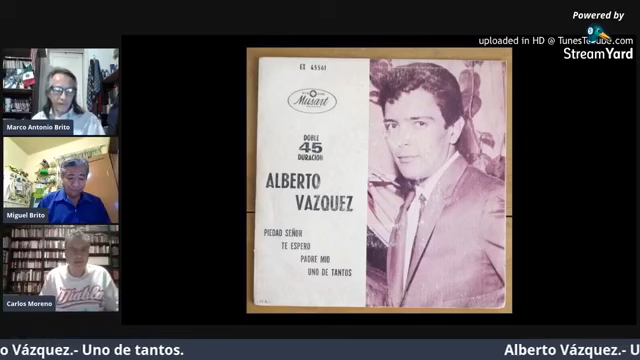 Powered by
uploaded in HD @ TunesToTube.com
StreamYard
Marco Antonio Brito
Miguel Brito
Carlos Moreno
EX 45541
Musart
DOBLE
45
DURACION
ALBERTO
VAZQUEZ
PIEDAD SEÑOR
TE ESPERO
PADRE MIO
UNO DE TANTOS
o Vázquez.- Uno de tantos.
Alberto Vázquez.- U